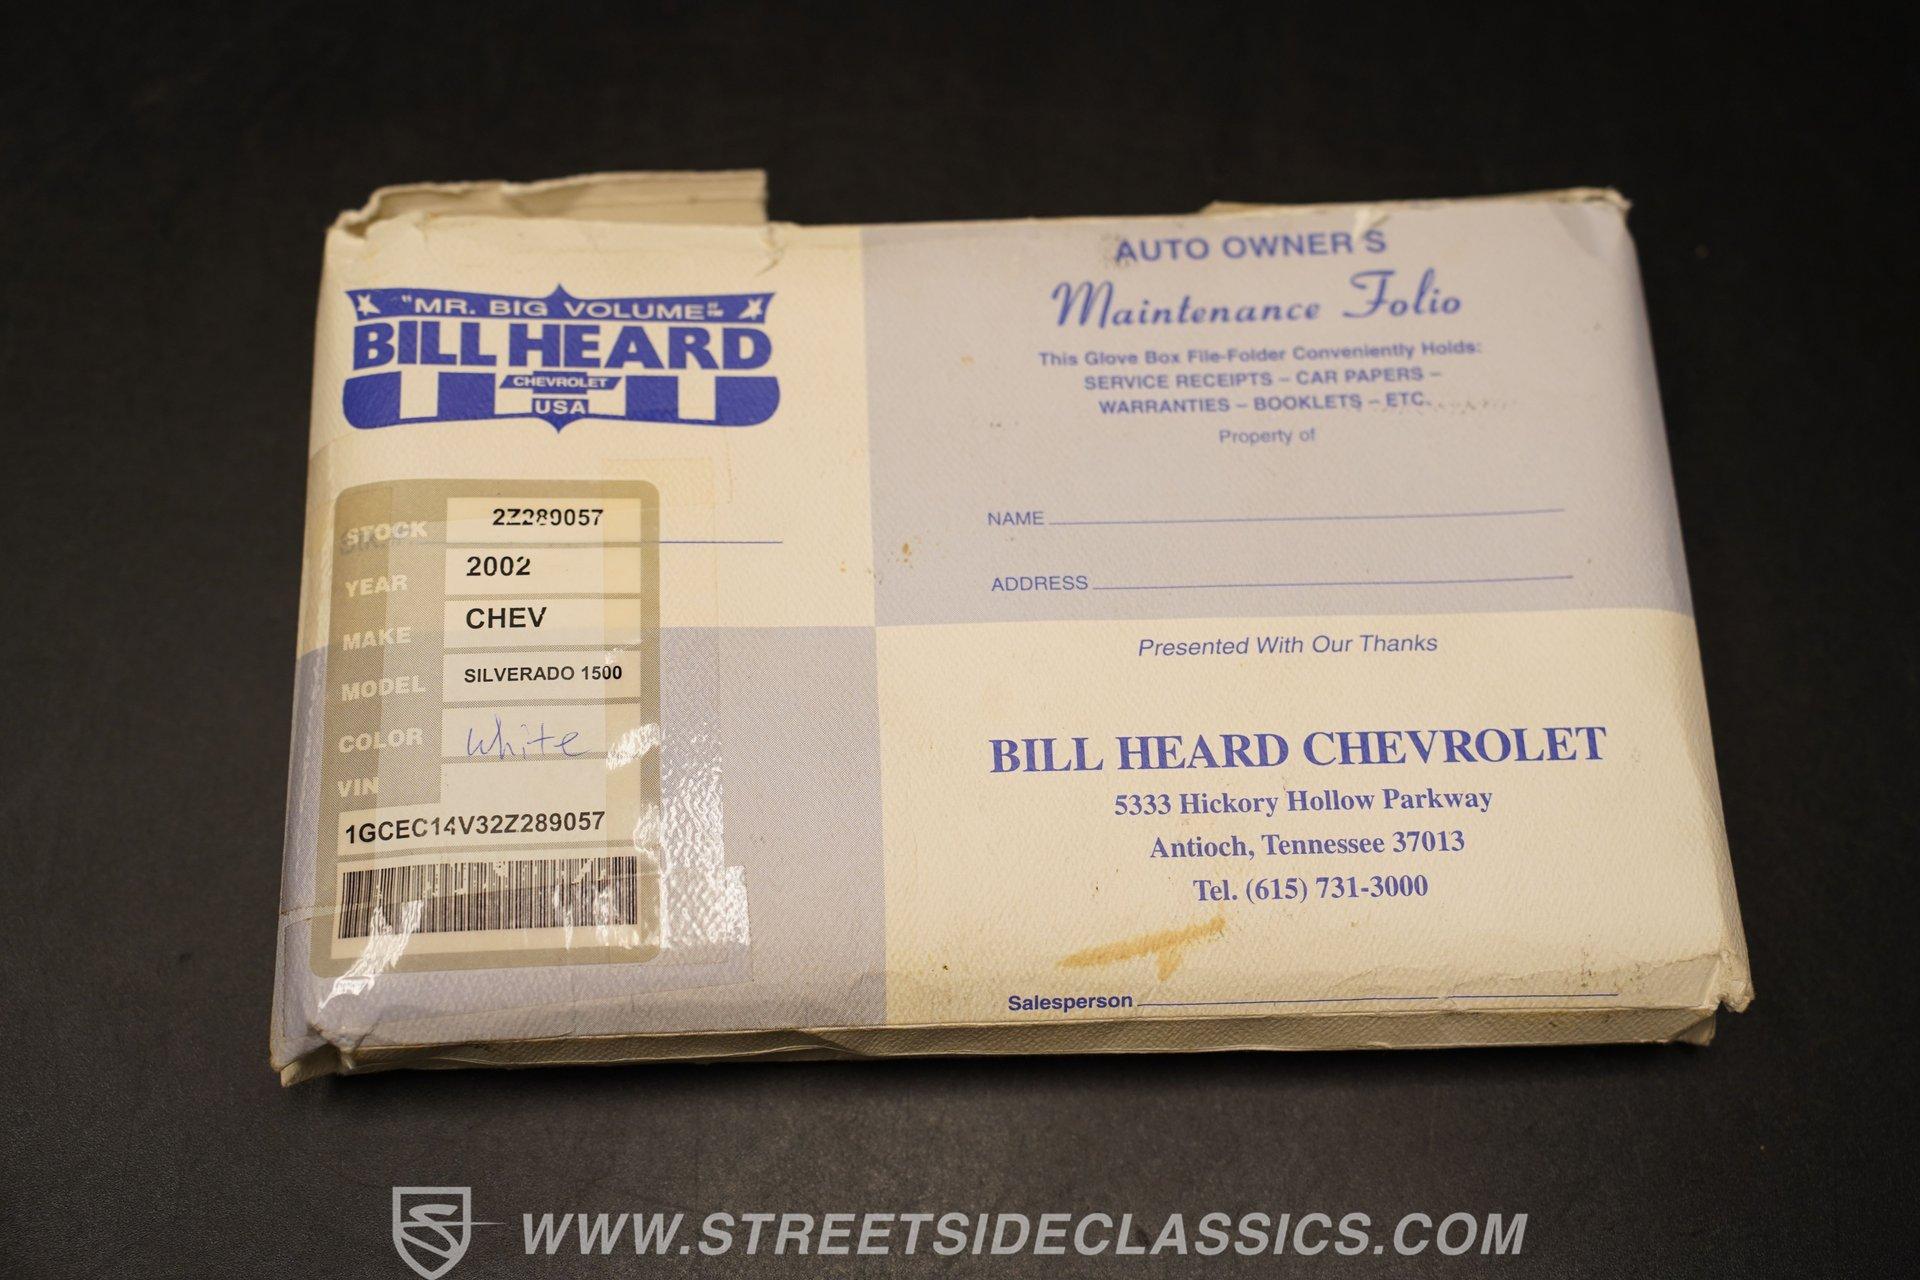 "MR. BIG VOLUME"
BILL HEARD
CHEVROLET
USA
STOCK 2Z289057
YEAR 2002
MAKE CHEV
MODEL SILVERADO 1500
COLOR white
VIN
1GCEC14V32Z289057
AUTO OWNER S
Maintenance Folio
This Glove Box File-Folder Conveniently Holds:
SERVICE RECEIPTS – CAR PAPERS –
WARRANTIES – BOOKLETS – ETC.
Property of
NAME
ADDRESS
Presented With Our Thanks
BILL HEARD CHEVROLET
5333 Hickory Hollow Parkway
Antioch, Tennessee 37013
Tel. (615) 731-3000
Salesperson
WWW.STREETSIDECLASSICS.COM